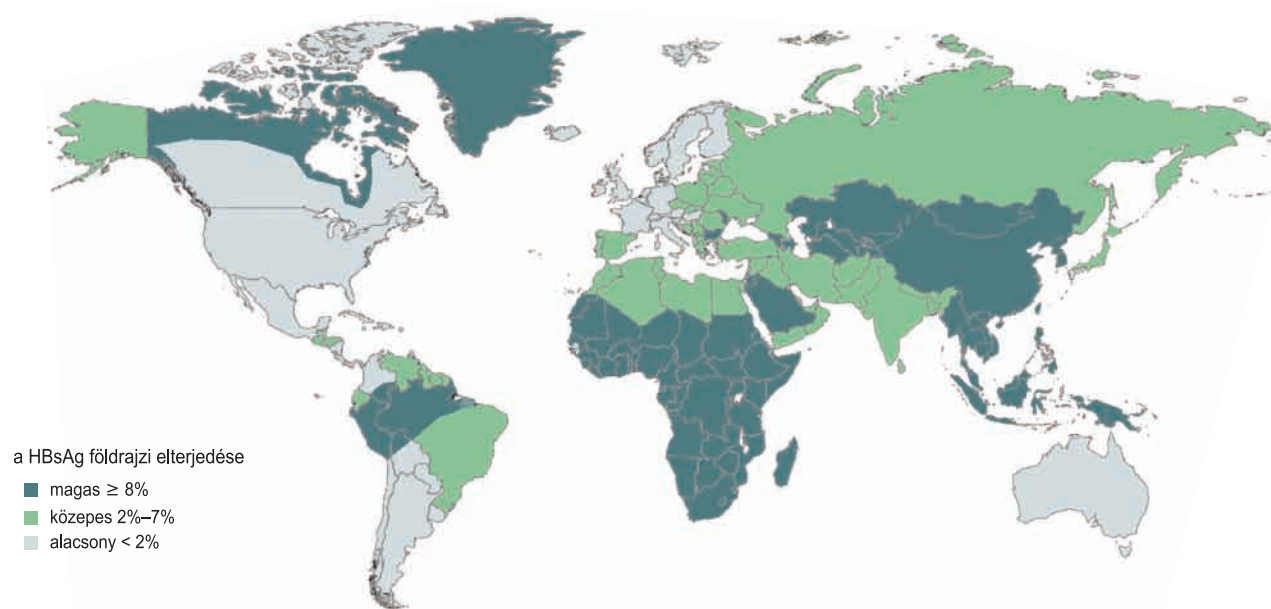 a HBsAg földrajzi elterjedése
magas ≥ 8%
közepes 2%–7%
alacsony < 2%